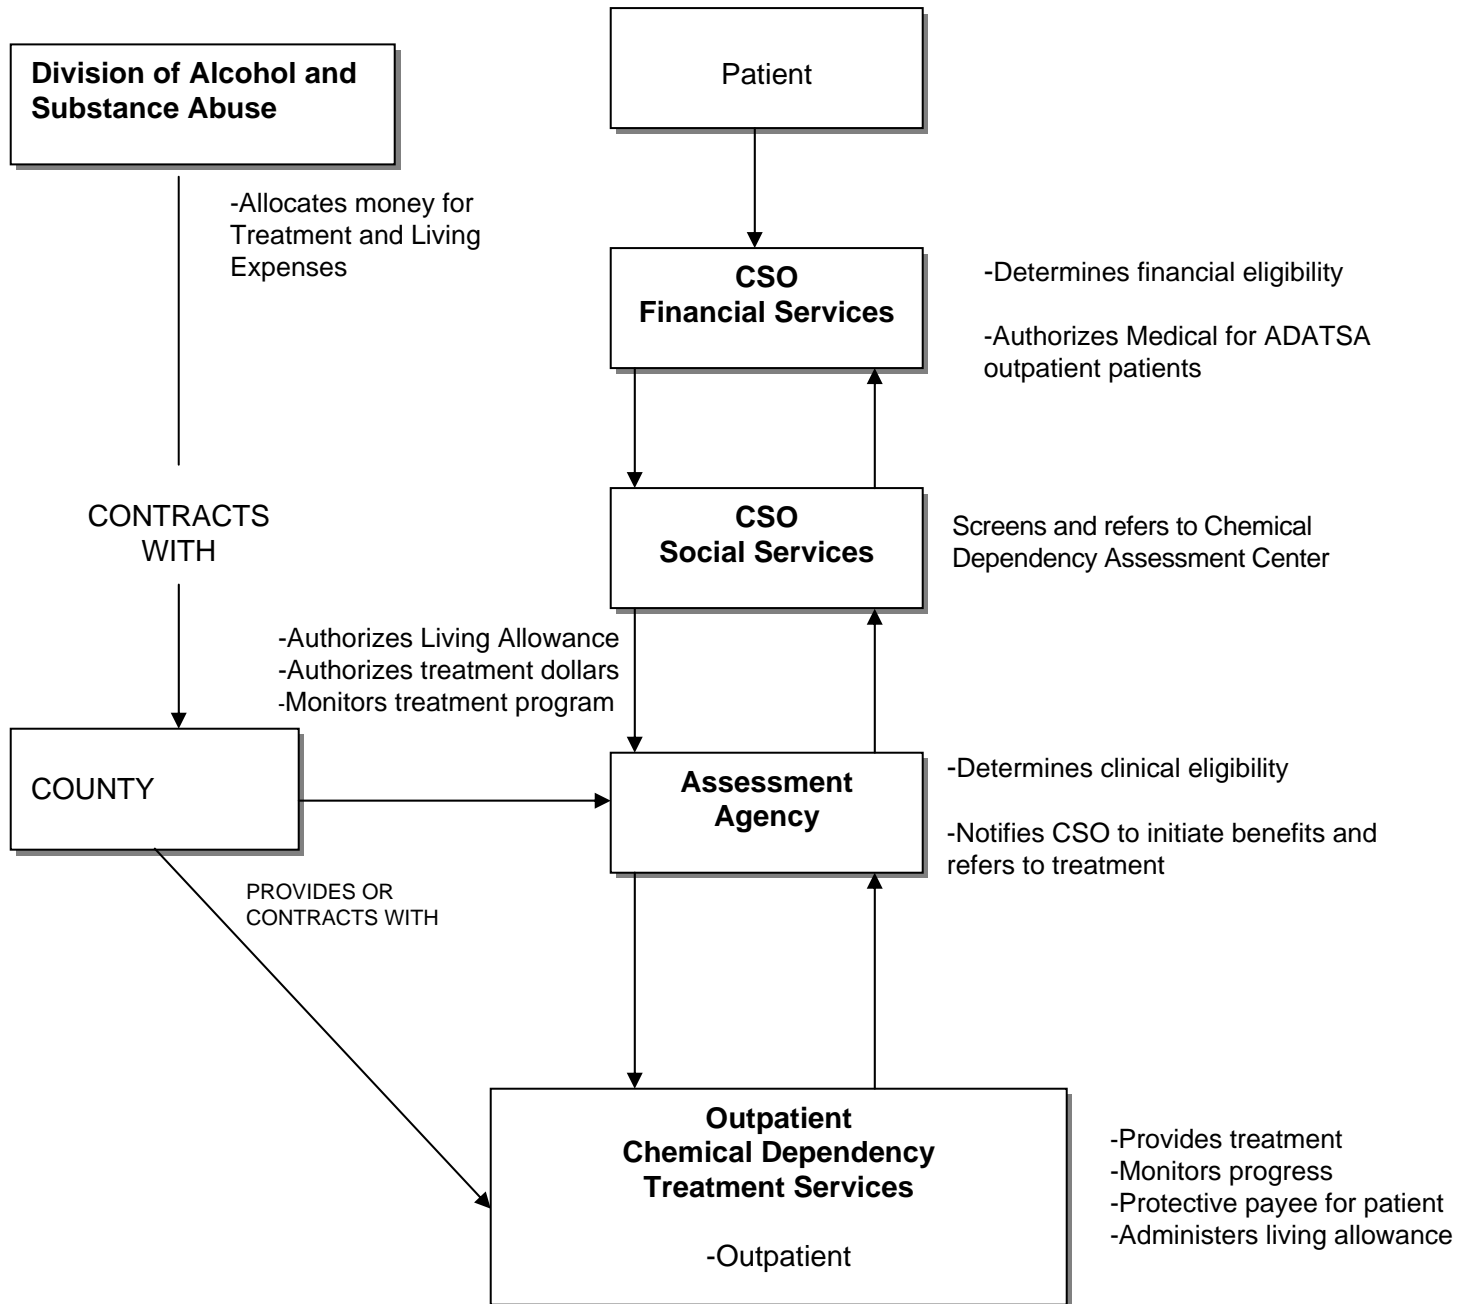 Division of Alcohol and
Substance Abuse
Patient
-Allocates money for
Treatment and Living
Expenses
CSO
Financial Services
-Determines financial eligibility
-Authorizes Medical for ADATSA
outpatient patients
CONTRACTS
WITH
CSO
Social Services
Screens and refers to Chemical
Dependency Assessment Center
-Authorizes Living Allowance
-Authorizes treatment dollars
-Monitors treatment program
COUNTY
Assessment
Agency
-Determines clinical eligibility
-Notifies CSO to initiate benefits and
refers to treatment
PROVIDES OR
CONTRACTS WITH
Outpatient
Chemical Dependency
Treatment Services
-Outpatient
-Provides treatment
-Monitors progress
-Protective payee for patient
-Administers living allowance